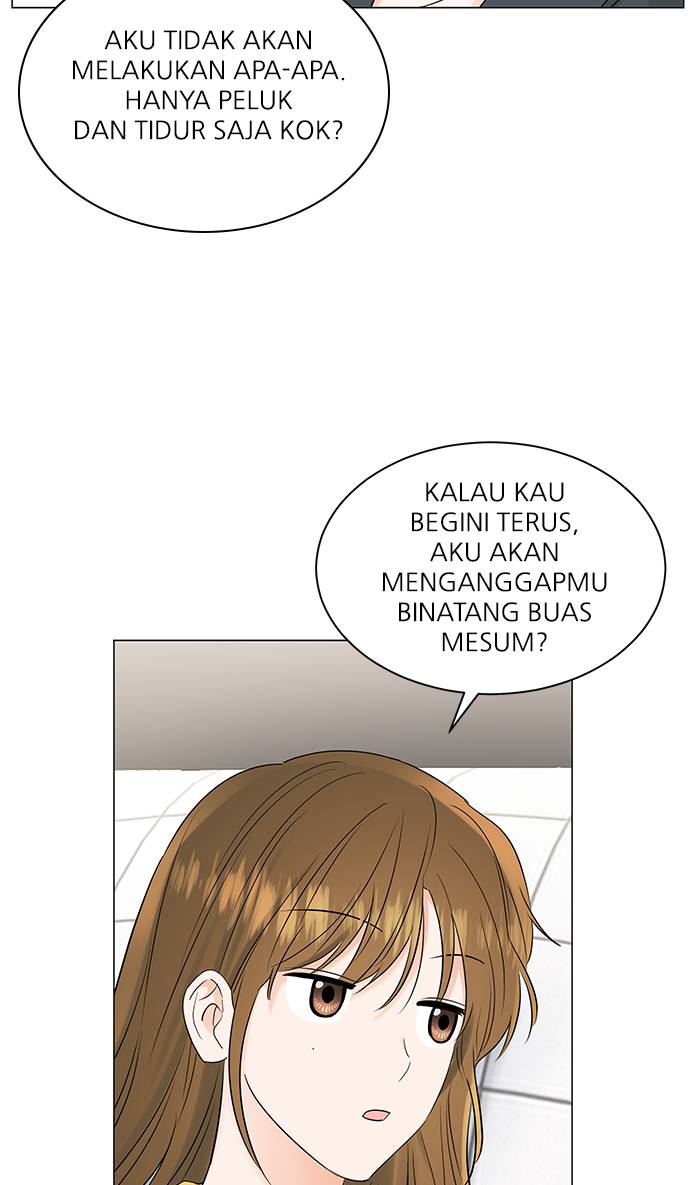 AKU TIDAK AKAN
MELAKUKAN APA-APA.
HANYA PELUK
DAN TIDUR SAJA KOK?
KALAU KAU
BEGINI TERUS,
AKU AKAN
MENGANGGAPMU
BINATANG BUAS
MESUM?